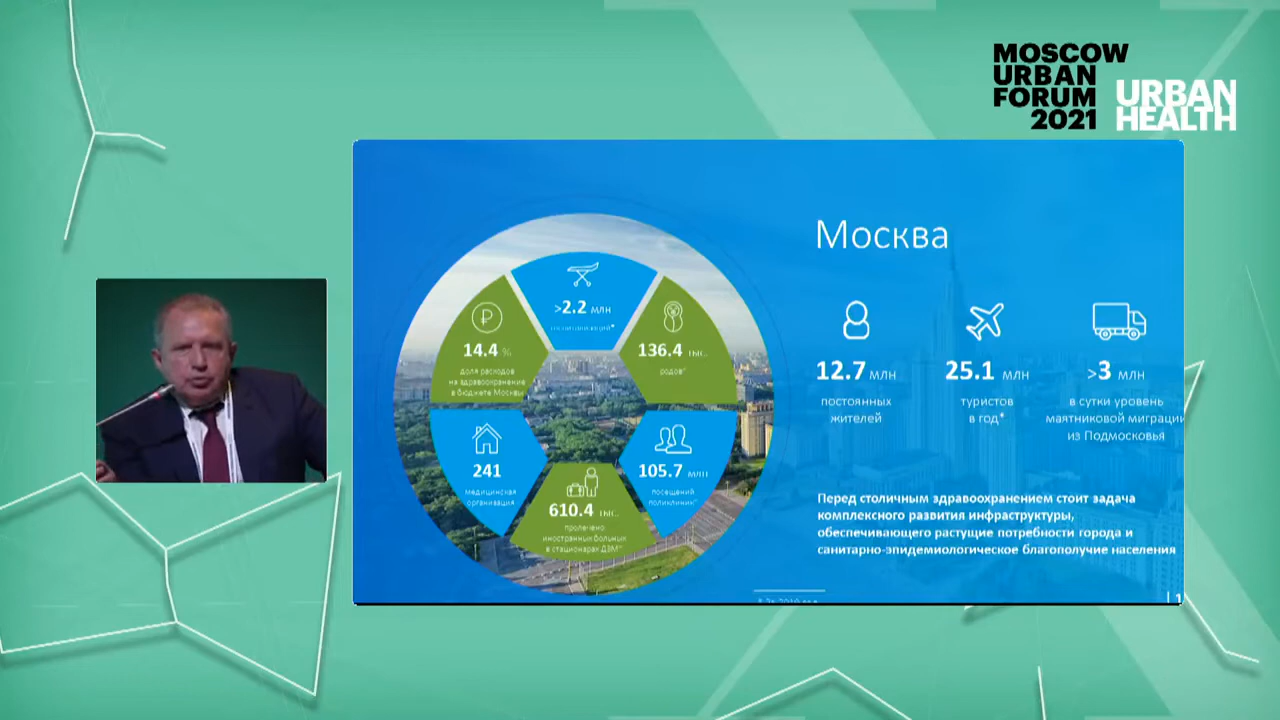 MOSCOW
URBAN
FORUM
2021
URBAN
HEALTH
Москва
>2.2 млн
госпитализаций*
14.4 %
доля расходов
на здравоохранение
в бюджете Москвы
136.4 тыс.
родов*
241
медицинская
организация
105.7 млн
посещений
поликлиник*
610.4 тыс.
пролечено
иностранных больных
в стационарах ДЗМ*
12.7 млн
постоянных
жителей
25.1 млн
туристов
в год*
>3 млн
в сутки уровень
маятниковой миграции
из Подмосковья
Перед столичным здравоохранением стоит задача
комплексного развития инфраструктуры,
обеспечивающего растущие потребности города и
санитарно-эпидемиологическое благополучие населения
1